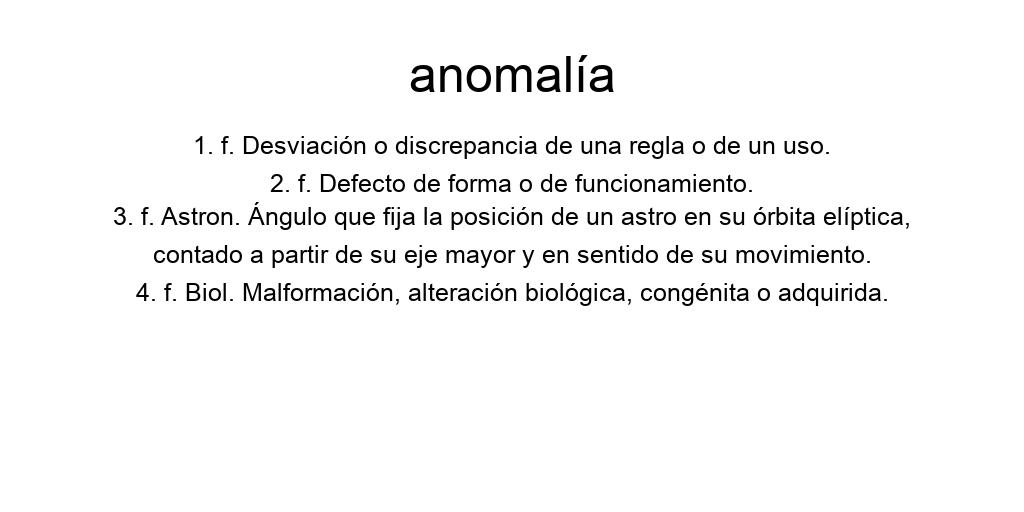 anomalía
1. f. Desviación o discrepancia de una regla o de un uso.
2. f. Defecto de forma o de funcionamiento.
3. f. Astron. Ángulo que fija la posición de un astro en su órbita elíptica,
contado a partir de su eje mayor y en sentido de su movimiento.
4. f. Biol. Malformación, alteración biológica, congénita o adquirida.